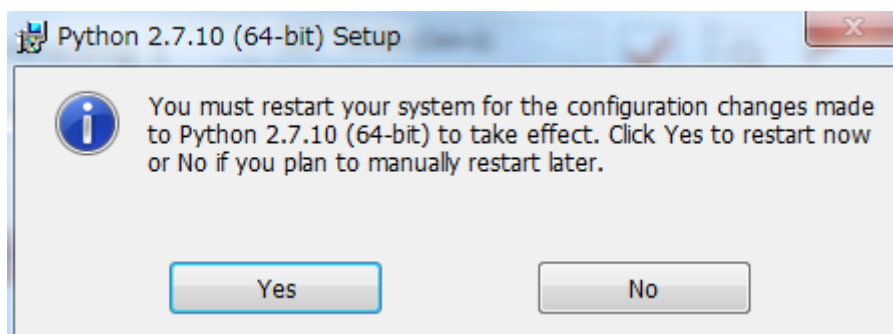 Python 2.7.10 (64-bit) Setup
You must restart your system for the configuration changes made
to Python 2.7.10 (64-bit) to take effect. Click Yes to restart now
or No if you plan to manually restart later.
Yes
No